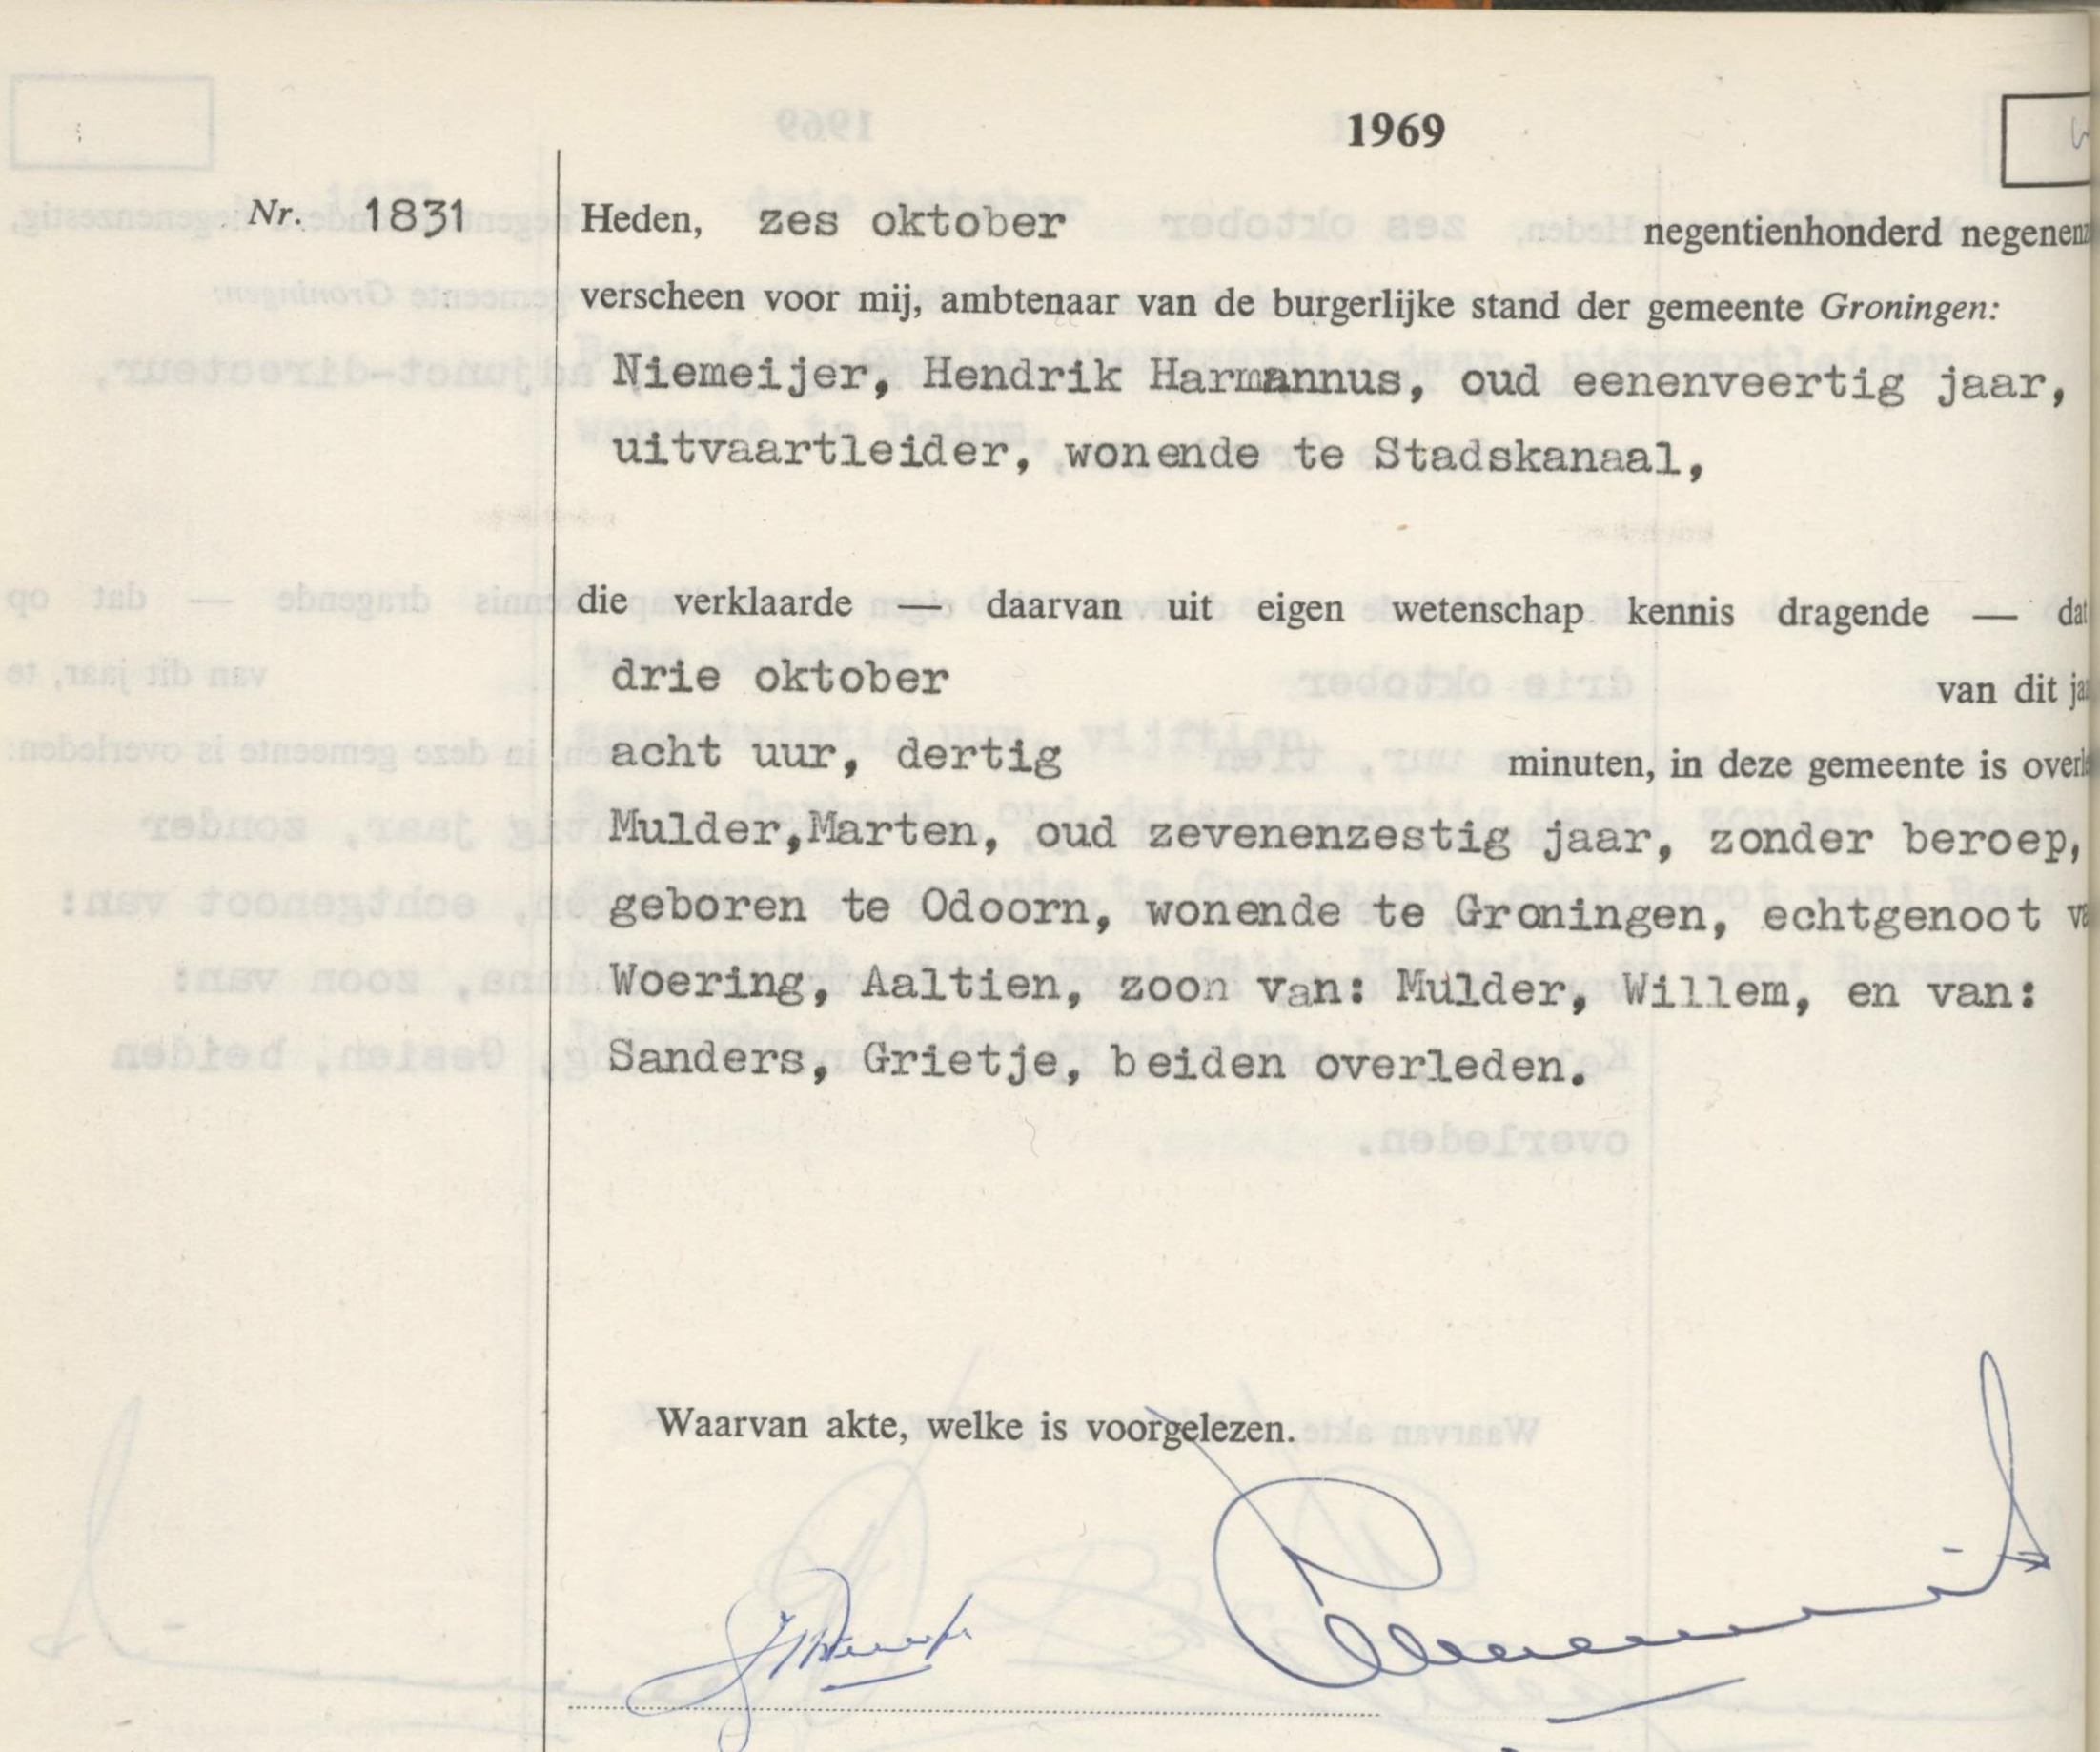 1969
Nr. 1831
Heden, zes oktober negentienhonderd negenenz
verscheen voor mij, ambtenaar van de burgerlijke stand der gemeente Groningen:
Niemeijer, Hendrik Harmannus, oud eenenveertig jaar,
uitvaartleider, wonende te Stadskanaal,
die verklaarde — daarvan uit eigen wetenschap kennis dragende — dat
drie oktober van dit ja
acht uur, dertig minuten, in deze gemeente is overl
Mulder,Marten, oud zevenenzestig jaar, zonder beroep,
geboren te Odoorn, wonende te Groningen, echtgenoot v
Woering, Aaltien, zoon van: Mulder, Willem, en van:
Sanders, Grietje, beiden overleden.
Waarvan akte, welke is voorgelezen.